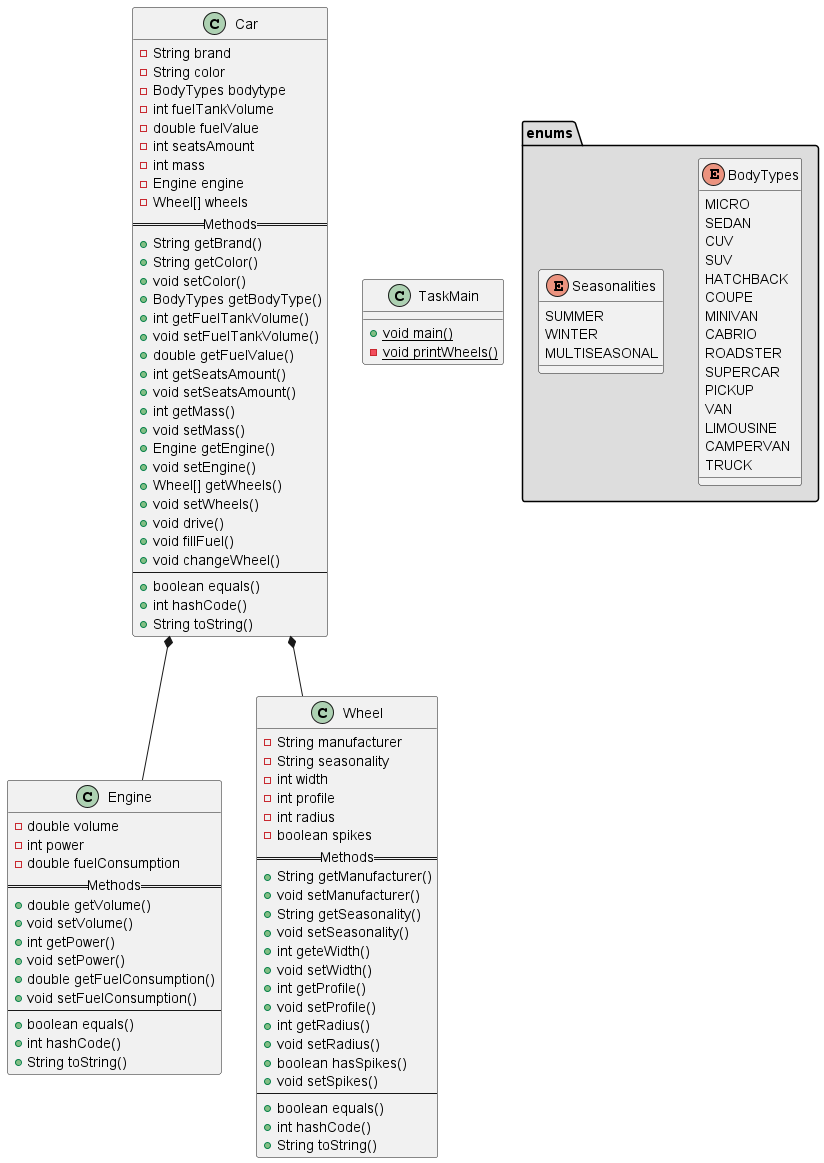 C Car
String brand
String color
BodyTypes bodytype
int fuelTankVolume
double fuelValue
int seatsAmount
int mass
Engine engine
Wheel[] wheels
Methods
String getBrand()
String getColor()
void setColor()
BodyTypes getBodyType()
int getFuelTankVolume()
void setFuelTankVolume()
double getFuelValue()
int getSeatsAmount()
void setSeatsAmount()
int getMass()
void setMass()
Engine getEngine()
void setEngine()
Wheel[] getWheels()
void setWheels()
void drive()
void fillFuel()
void changeWheel()
boolean equals()
int hashCode()
String toString()
C TaskMain
void main()
void printWheels()
enums
E Seasonalities
SUMMER
WINTER
MULTISEASONAL
E BodyTypes
MICRO
SEDAN
CUV
SUV
HATCHBACK
COUPE
MINIVAN
CABRIO
ROADSTER
SUPERCAR
PICKUP
VAN
LIMOUSINE
CAMPERVAN
TRUCK
C Engine
double volume
int power
double fuelConsumption
Methods
double getVolume()
void setVolume()
int getPower()
void setPower()
double getFuelConsumption()
void setFuelConsumption()
boolean equals()
int hashCode()
String toString()
C Wheel
String manufacturer
String seasonality
int width
int profile
int radius
boolean spikes
Methods
String getManufacturer()
void setManufacturer()
String getSeasonality()
void setSeasonality()
int geteWidth()
void setWidth()
int getProfile()
void setProfile()
int getRadius()
void setRadius()
boolean hasSpikes()
void setSpikes()
boolean equals()
int hashCode()
String toString()